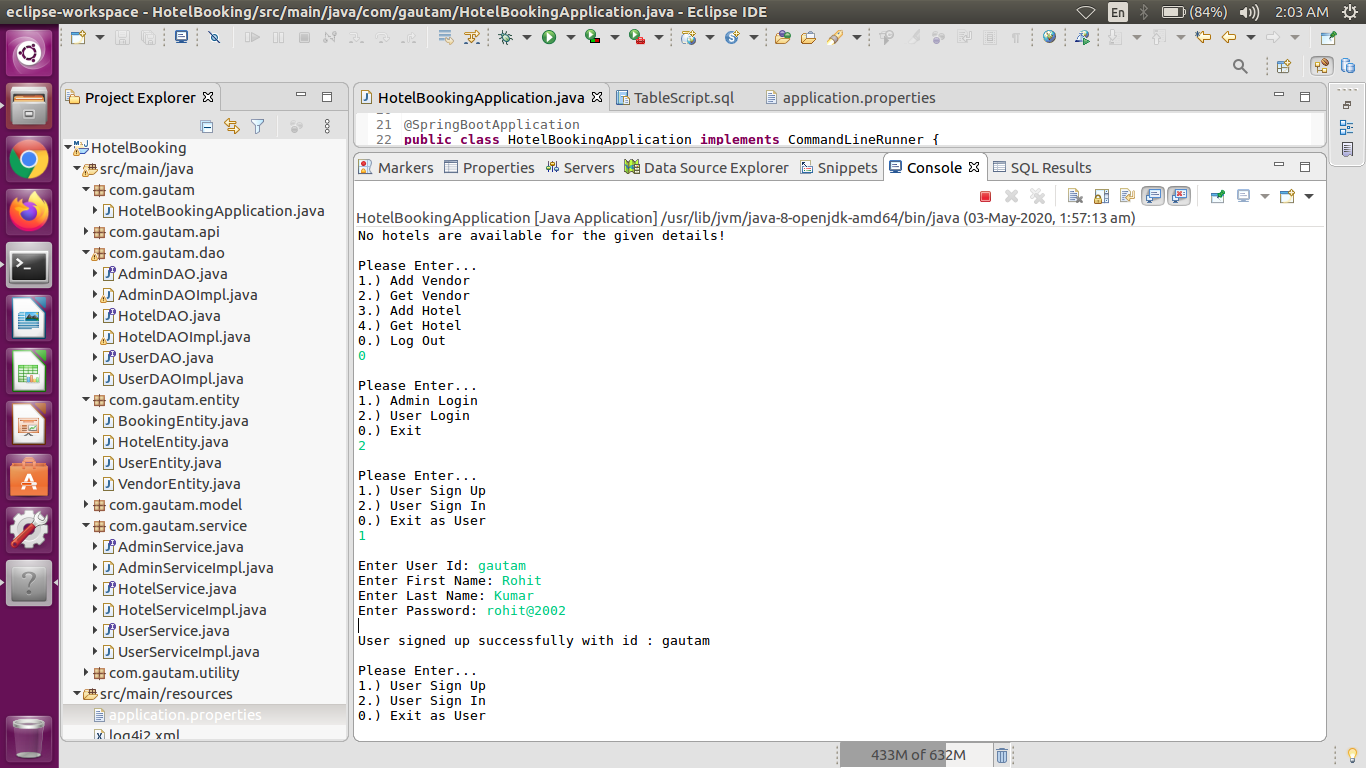 eclipse-workspace - HotelBooking/src/main/java/com/gautam/HotelBookingApplication.java - Eclipse IDE
En (84%) 2:03 AM
Project Explorer
HotelBooking
src/main/java
com.gautam
HotelBookingApplication.java
com.gautam.api
com.gautam.dao
AdminDAO.java
AdminDAOImpl.java
HotelDAO.java
HotelDAOImpl.java
UserDAO.java
UserDAOImpl.java
com.gautam.entity
BookingEntity.java
HotelEntity.java
UserEntity.java
VendorEntity.java
com.gautam.model
com.gautam.service
AdminService.java
AdminServiceImpl.java
HotelService.java
HotelServiceImpl.java
UserService.java
UserServiceImpl.java
com.gautam.utility
src/main/resources
application.properties
log4j2.xml
HotelBookingApplication.java TableScript.sql application.properties
21 @SpringBootApplication
22 public class HotelBookingApplication implements CommandLineRunner {
Markers Properties Servers Data Source Explorer Snippets Console SQL Results
HotelBookingApplication [Java Application] /usr/lib/jvm/java-8-openjdk-amd64/bin/java (03-May-2020, 1:57:13 am)
No hotels are available for the given details!
Please Enter...
1.) Add Vendor
2.) Get Vendor
3.) Add Hotel
4.) Get Hotel
0.) Log Out
0
Please Enter...
1.) Admin Login
2.) User Login
0.) Exit
2
Please Enter...
1.) User Sign Up
2.) User Sign In
0.) Exit as User
1
Enter User Id: gautam
Enter First Name: Rohit
Enter Last Name: Kumar
Enter Password: rohit@2002
User signed up successfully with id : gautam
Please Enter...
1.) User Sign Up
2.) User Sign In
0.) Exit as User
433M of 632M